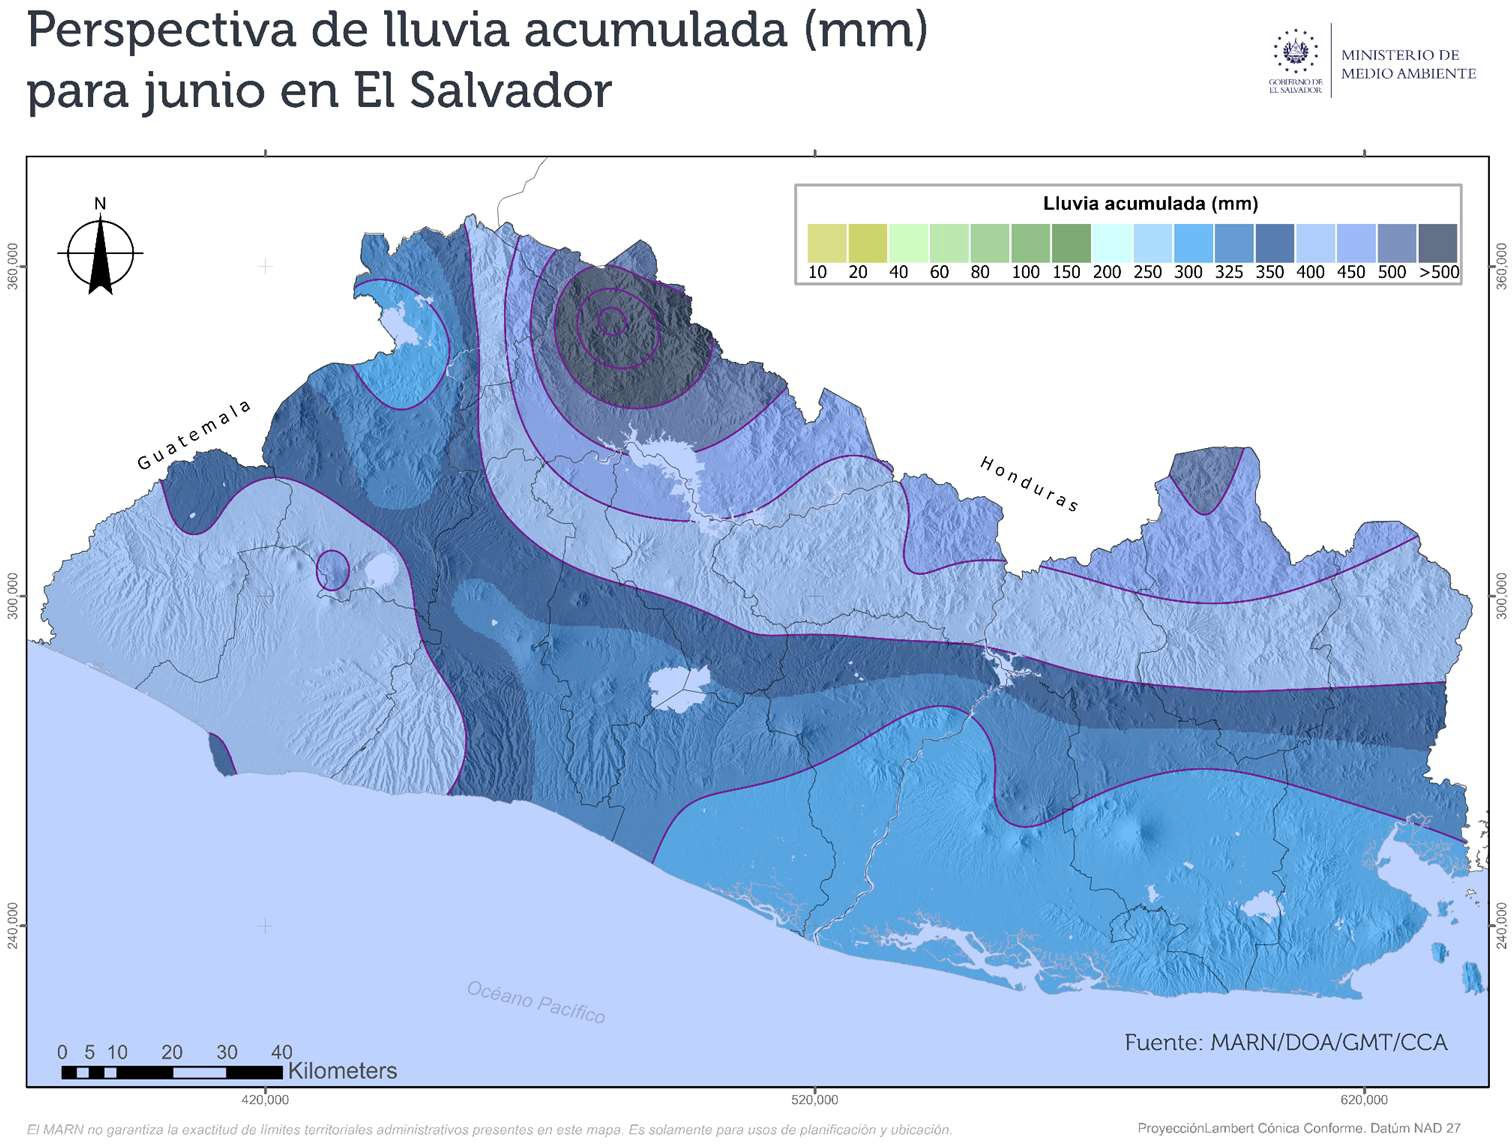 Perspectiva de lluvia acumulada (mm)
para junio en El Salvador
GOBIERNO DE
EL SALVADOR
MINISTERIO DE
MEDIO AMBIENTE
N
Lluvia acumulada (mm)
10 20 40 60 80 100 150 200 250 300 325 350 400 450 500 >500
360,000
360,000
Guatemala
Honduras
300,000
300,000
240,000
240,000
Océano Pacífico
Fuente: MARN/DOA/GMT/CCA
0 5 10 20 30 40
Kilometers
420,000
520,000
620,000
El MARN no garantiza la exactitud de límites territoriales administrativos presentes en este mapa. Es solamente para usos de planificación y ubicación.
ProyecciónLambert Cónica Conforme. Datúm NAD 27